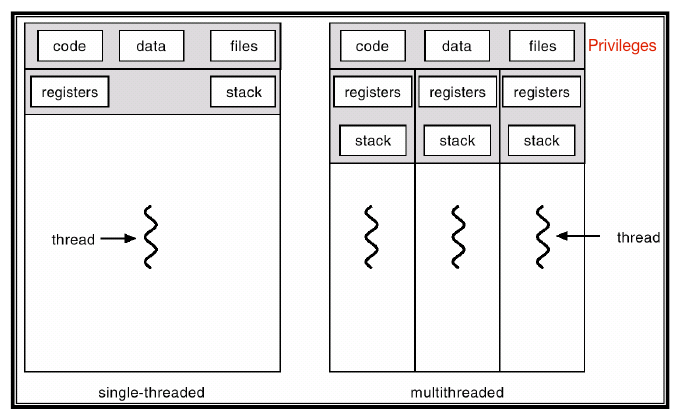 code data files
registers stack
thread
single-threaded
code data files Privileges
registers registers registers
stack stack stack
thread
multithreaded